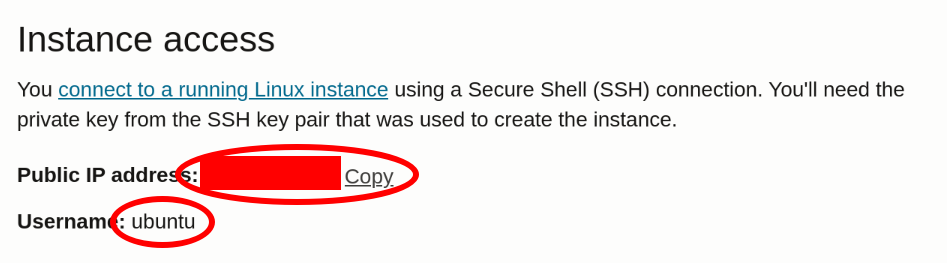 Instance access
You connect to a running Linux instance using a Secure Shell (SSH) connection. You'll need the
private key from the SSH key pair that was used to create the instance.
Public IP address: Copy
Username: ubuntu